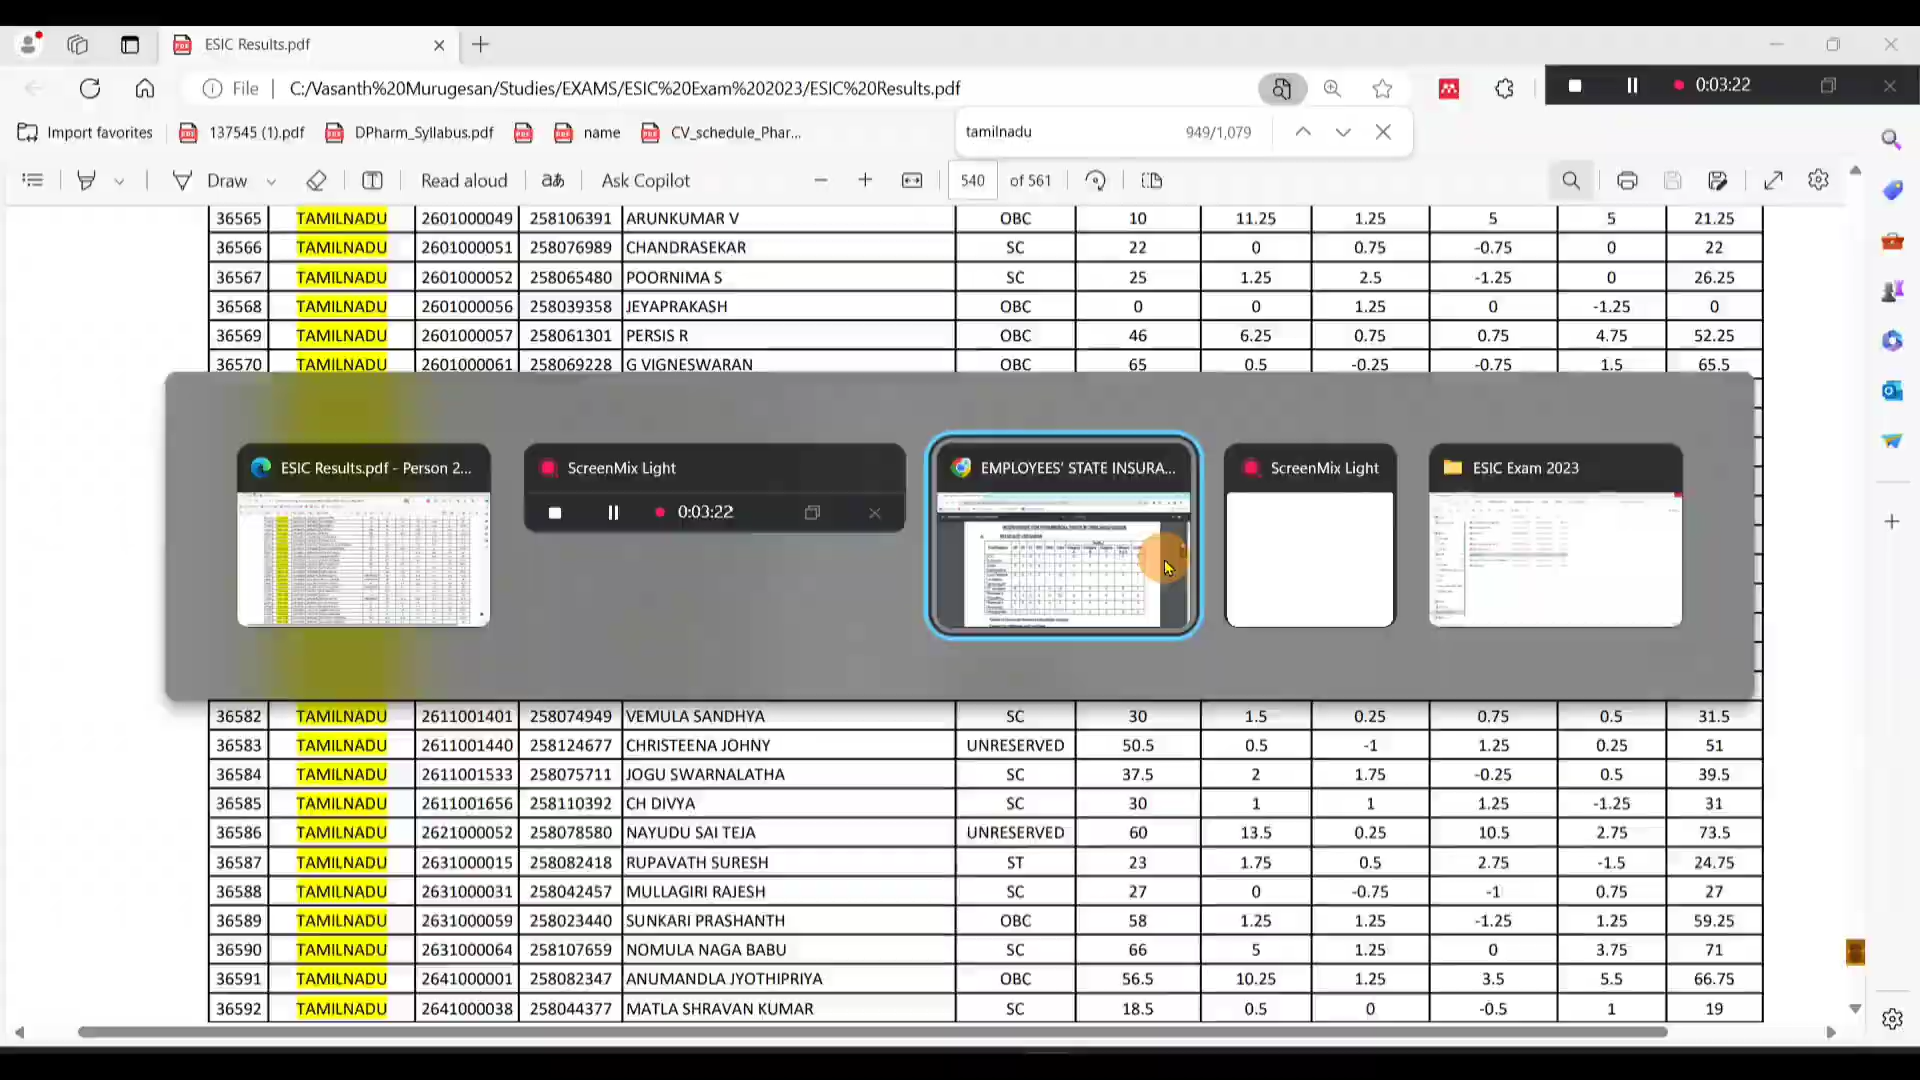 ESIC Results.pdf
File C:/Vasanth%20Murugesan/Studies/EXAMS/ESIC%20Exam%202023/ESIC%20Results.pdf 0:03:22
Import favorites 137545 (1).pdf DPharm_Syllabus.pdf name CV_schedule_Phar... tamilnadu 949/1,079
Draw Read aloud aあ Ask Copilot 540 of 561
36565 TAMILNADU 2601000049 258106391 ARUNKUMAR V OBC 10 11.25 1.25 5 5 21.25
36566 TAMILNADU 2601000051 258076989 CHANDRASEKAR SC 22 0 0.75 -0.75 0 22
36567 TAMILNADU 2601000052 258065480 POORNIMA S SC 25 1.25 2.5 -1.25 0 26.25
36568 TAMILNADU 2601000056 258039358 JEYAPRAKASH OBC 0 0 1.25 0 -1.25 0
36569 TAMILNADU 2601000057 258061301 PERSIS R OBC 46 6.25 0.75 0.75 4.75 52.25
36570 TAMILNADU 2601000061 258069228 G VIGNESWARAN OBC 65 0.5 -0.25 -0.75 1.5 65.5
ESIC Results.pdf - Person 2... ScreenMix Light EMPLOYEES' STATE INSURA... ScreenMix Light ESIC Exam 2023
0:03:22
36582 TAMILNADU 2611001401 258074949 VEMULA SANDHYA SC 30 1.5 0.25 0.75 0.5 31.5
36583 TAMILNADU 2611001440 258124677 CHRISTEENA JOHNY UNRESERVED 50.5 0.5 -1 1.25 0.25 51
36584 TAMILNADU 2611001533 258075711 JOGU SWARNALATHA SC 37.5 2 1.75 -0.25 0.5 39.5
36585 TAMILNADU 2611001656 258110392 CH DIVYA SC 30 1 1 1.25 -1.25 31
36586 TAMILNADU 2621000052 258078580 NAYUDU SAI TEJA UNRESERVED 60 13.5 0.25 10.5 2.75 73.5
36587 TAMILNADU 2631000015 258082418 RUPAVATH SURESH ST 23 1.75 0.5 2.75 -1.5 24.75
36588 TAMILNADU 2631000031 258042457 MULLAGIRI RAJESH SC 27 0 -0.75 -1 0.75 27
36589 TAMILNADU 2631000059 258023440 SUNKARI PRASHANTH OBC 58 1.25 1.25 -1.25 1.25 59.25
36590 TAMILNADU 2631000064 258107659 NOMULA NAGA BABU SC 66 5 1.25 0 3.75 71
36591 TAMILNADU 2641000001 258082347 ANUMANDLA JYOTHIPRIYA OBC 56.5 10.25 1.25 3.5 5.5 66.75
36592 TAMILNADU 2641000038 258044377 MATLA SHRAVAN KUMAR SC 18.5 0.5 0 -0.5 1 19